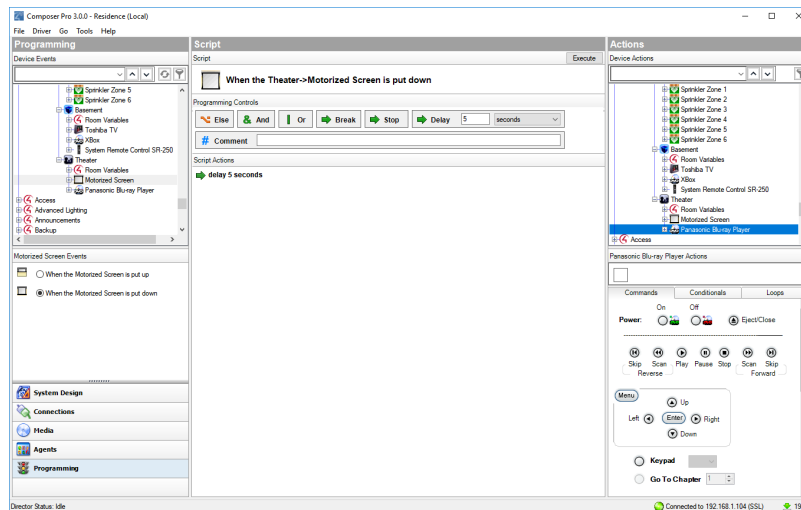 Composer Pro 3.0.0 - Residence (Local)
File Driver Go Tools Help
Programming
Device Events
Sprinkler Zone 5
Sprinkler Zone 6
Basement
Room Variables
Toshiba TV
XBox
System Remote Control SR-250
Theater
Room Variables
Motorized Screen
Panasonic Blu-ray Player
Access
Advanced Lighting
Announcements
Backup
Motorized Screen Events
When the Motorized Screen is put up
When the Motorized Screen is put down
System Design
Connections
Media
Agents
Programming
Director Status: Idle
Script
Script Execute
When the Theater->Motorized Screen is put down
Programming Controls
Else & And Or Break Stop Delay 5 seconds
# Comment
Script Actions
delay 5 seconds
Actions
Device Actions
Sprinkler Zone 1
Sprinkler Zone 2
Sprinkler Zone 3
Sprinkler Zone 4
Sprinkler Zone 5
Sprinkler Zone 6
Basement
Room Variables
Toshiba TV
XBox
System Remote Control SR-250
Theater
Room Variables
Motorized Screen
Panasonic Blu-ray Player
Access
Panasonic Blu-ray Player Actions
Commands Conditionals Loops
On Off
Power: Eject/Close
Skip Scan Play Pause Stop Scan Skip
Reverse Forward
Menu
Up
Left Enter Right
Down
Keypad
Go To Chapter 1
Connected to 192.168.1.104 (SSL) 19